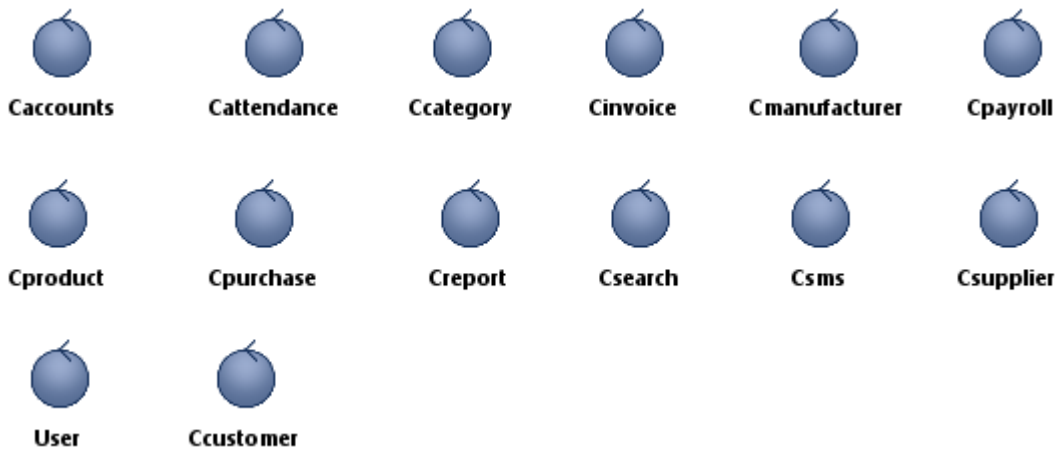 Caccounts Cattendance Ccategory Cinvoice Cmanufacturer Cpayroll
Cproduct Cpurchase Creport Csearch Csms Csupplier
User Ccustomer